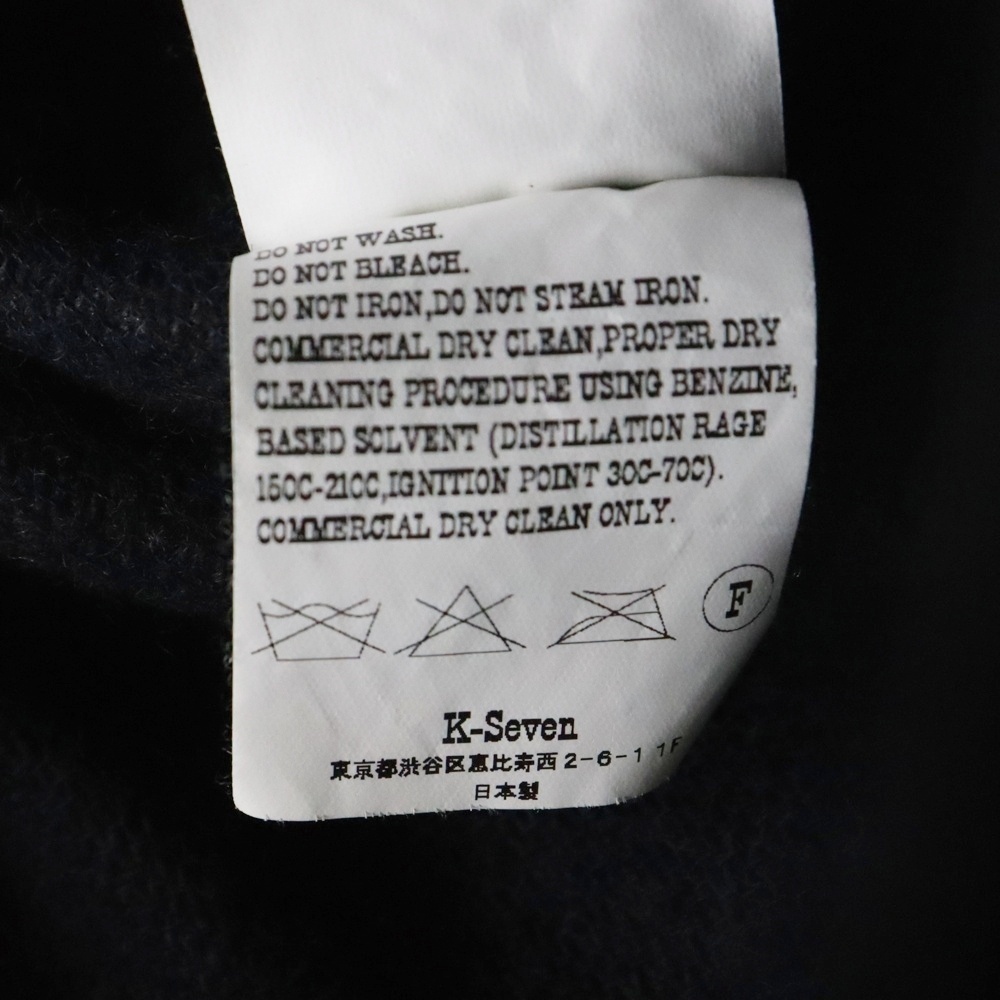 DO NOT WASH.
DO NOT BLEACH.
DO NOT IRON,DO NOT STEAM IRON.
COMMERCIAL DRY CLEAN,PROPER DRY
CLEANING PROCEDURE USING BENZINE,
BASED SOLVENT (DISTILLATION RAGE
150C-210C,IGNITION POINT 30C-70C).
COMMERCIAL DRY CLEAN ONLY.
F
K-Seven
東京都渋谷区恵比寿西2-6-1 1F
日本製